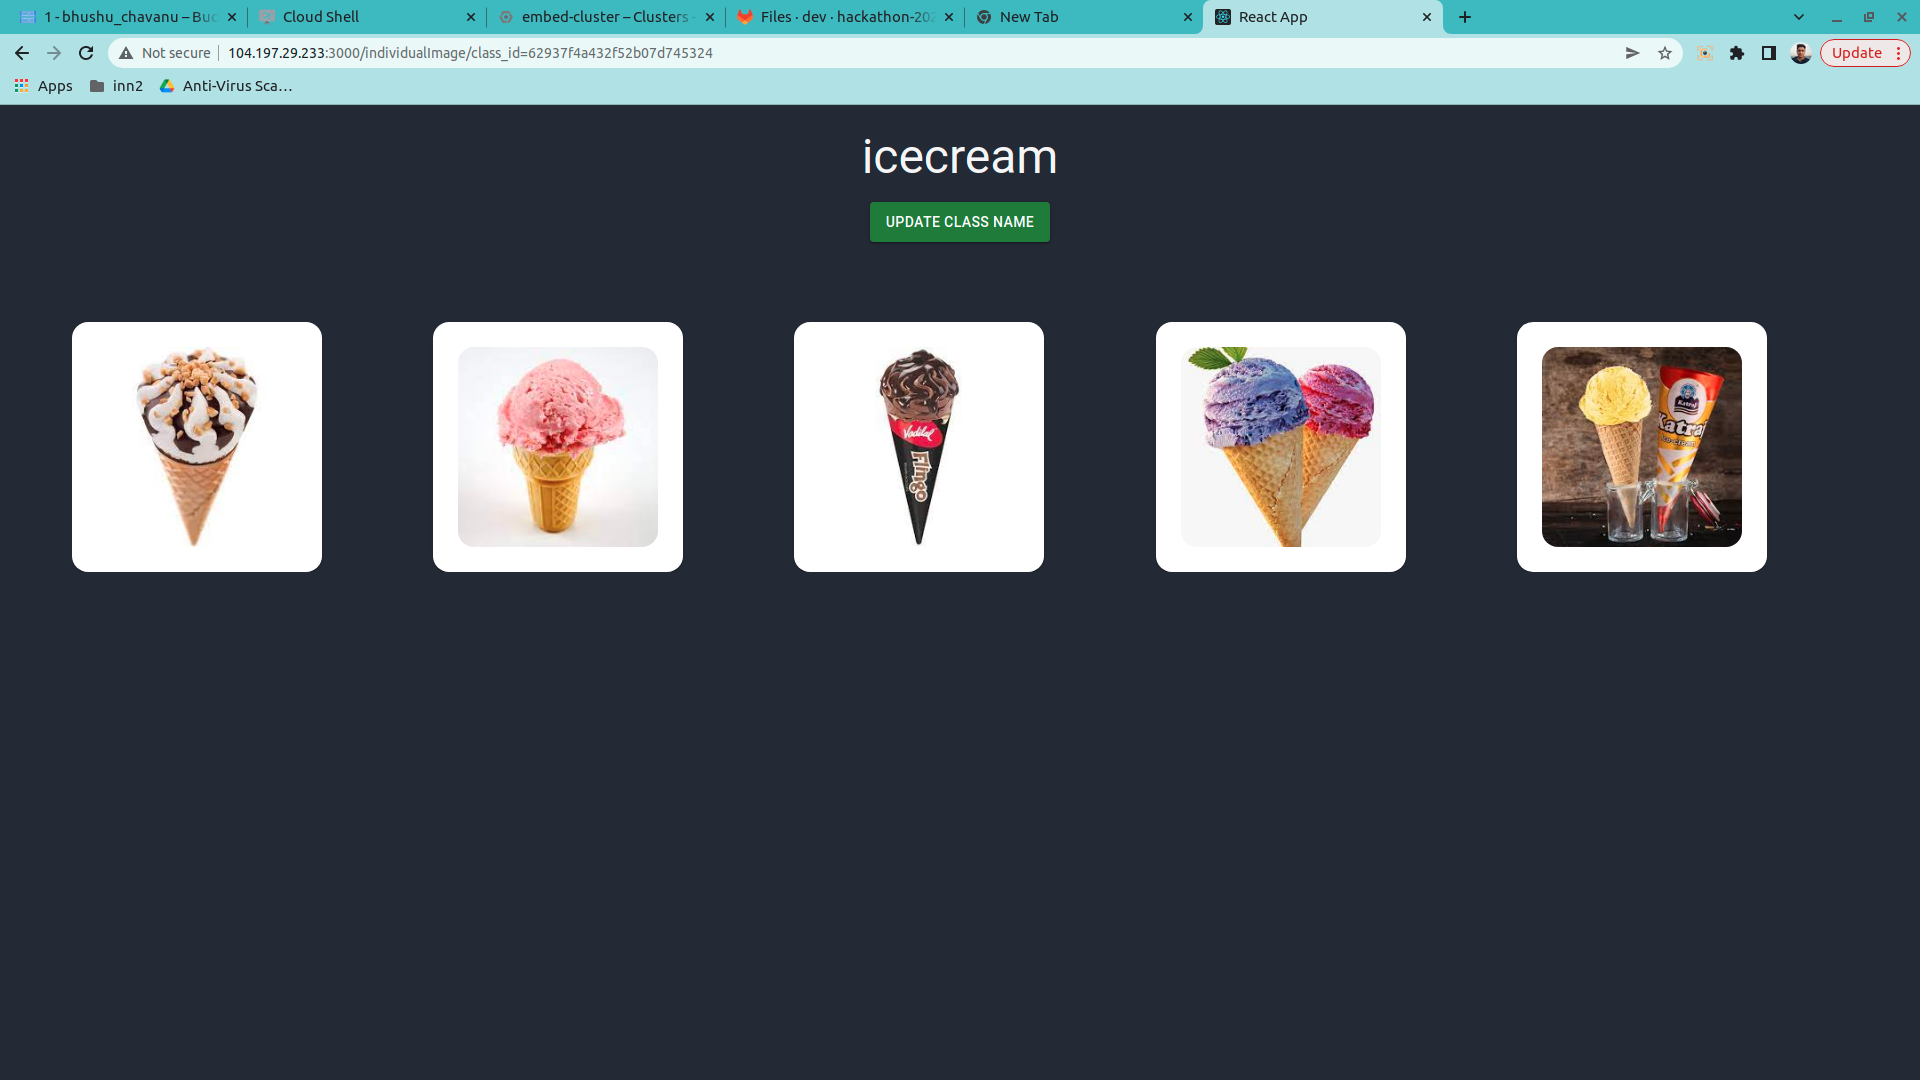 1 - bhushu_chavanu – Buc
Cloud Shell
embed-cluster – Clusters -
Files · dev · hackathon-202
New Tab
React App
Not secure
104.197.29.233:3000/individualImage/class_id=62937f4a432f52b07d745324
Update
Apps
inn2
Anti-Virus Sca...
icecream
UPDATE CLASS NAME
Vadilal
Flingo
Katraj
Katraj